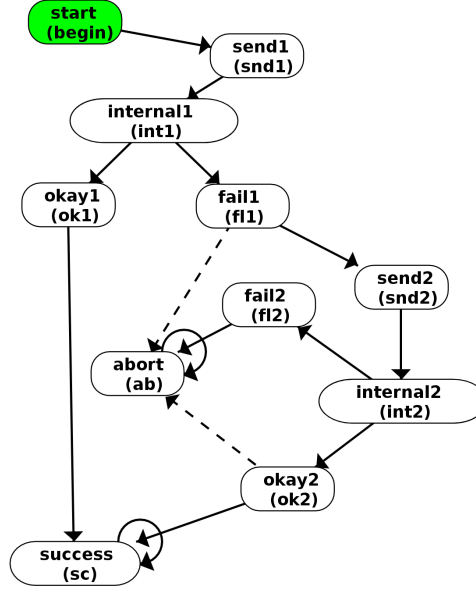 start
(begin)
send1
(snd1)
internal1
(int1)
okay1
(ok1)
fail1
(fl1)
send2
(snd2)
fail2
(fl2)
abort
(ab)
internal2
(int2)
okay2
(ok2)
success
(sc)